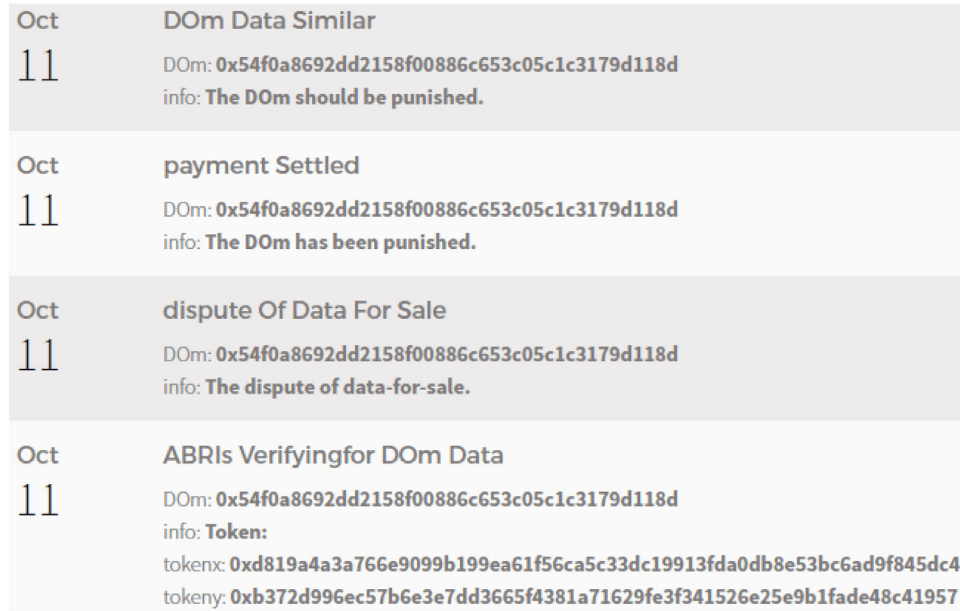 Oct
11
DOm Data Similar
DOm: 0x54f0a8692dd2158f00886c653c05c1c3179d118d
info: The DOm should be punished.
Oct
11
payment Settled
DOm: 0x54f0a8692dd2158f00886c653c05c1c3179d118d
info: The DOm has been punished.
Oct
11
dispute Of Data For Sale
DOm: 0x54f0a8692dd2158f00886c653c05c1c3179d118d
info: The dispute of data-for-sale.
Oct
11
ABRIs Verifyingfor DOm Data
DOm: 0x54f0a8692dd2158f00886c653c05c1c3179d118d
info: Token:
tokenx: 0xd819a4a3a766e9099b199ea61f56ca5c33dc19913fda0db8e53bc6ad9f845dc4
tokeny: 0xb372d996ec57b6e3e7dd3665f4381a71629fe3f341526e25e9b1fade48c41957